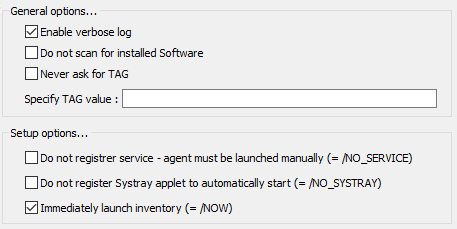 General options...
Enable verbose log
Do not scan for installed Software
Never ask for TAG
Specify TAG value :
Setup options...
Do not registrer service - agent must be launched manually (= /NO_SERVICE)
Do not register Systray applet to automatically start (= /NO_SYSTRAY)
Immediately launch inventory (= /NOW)